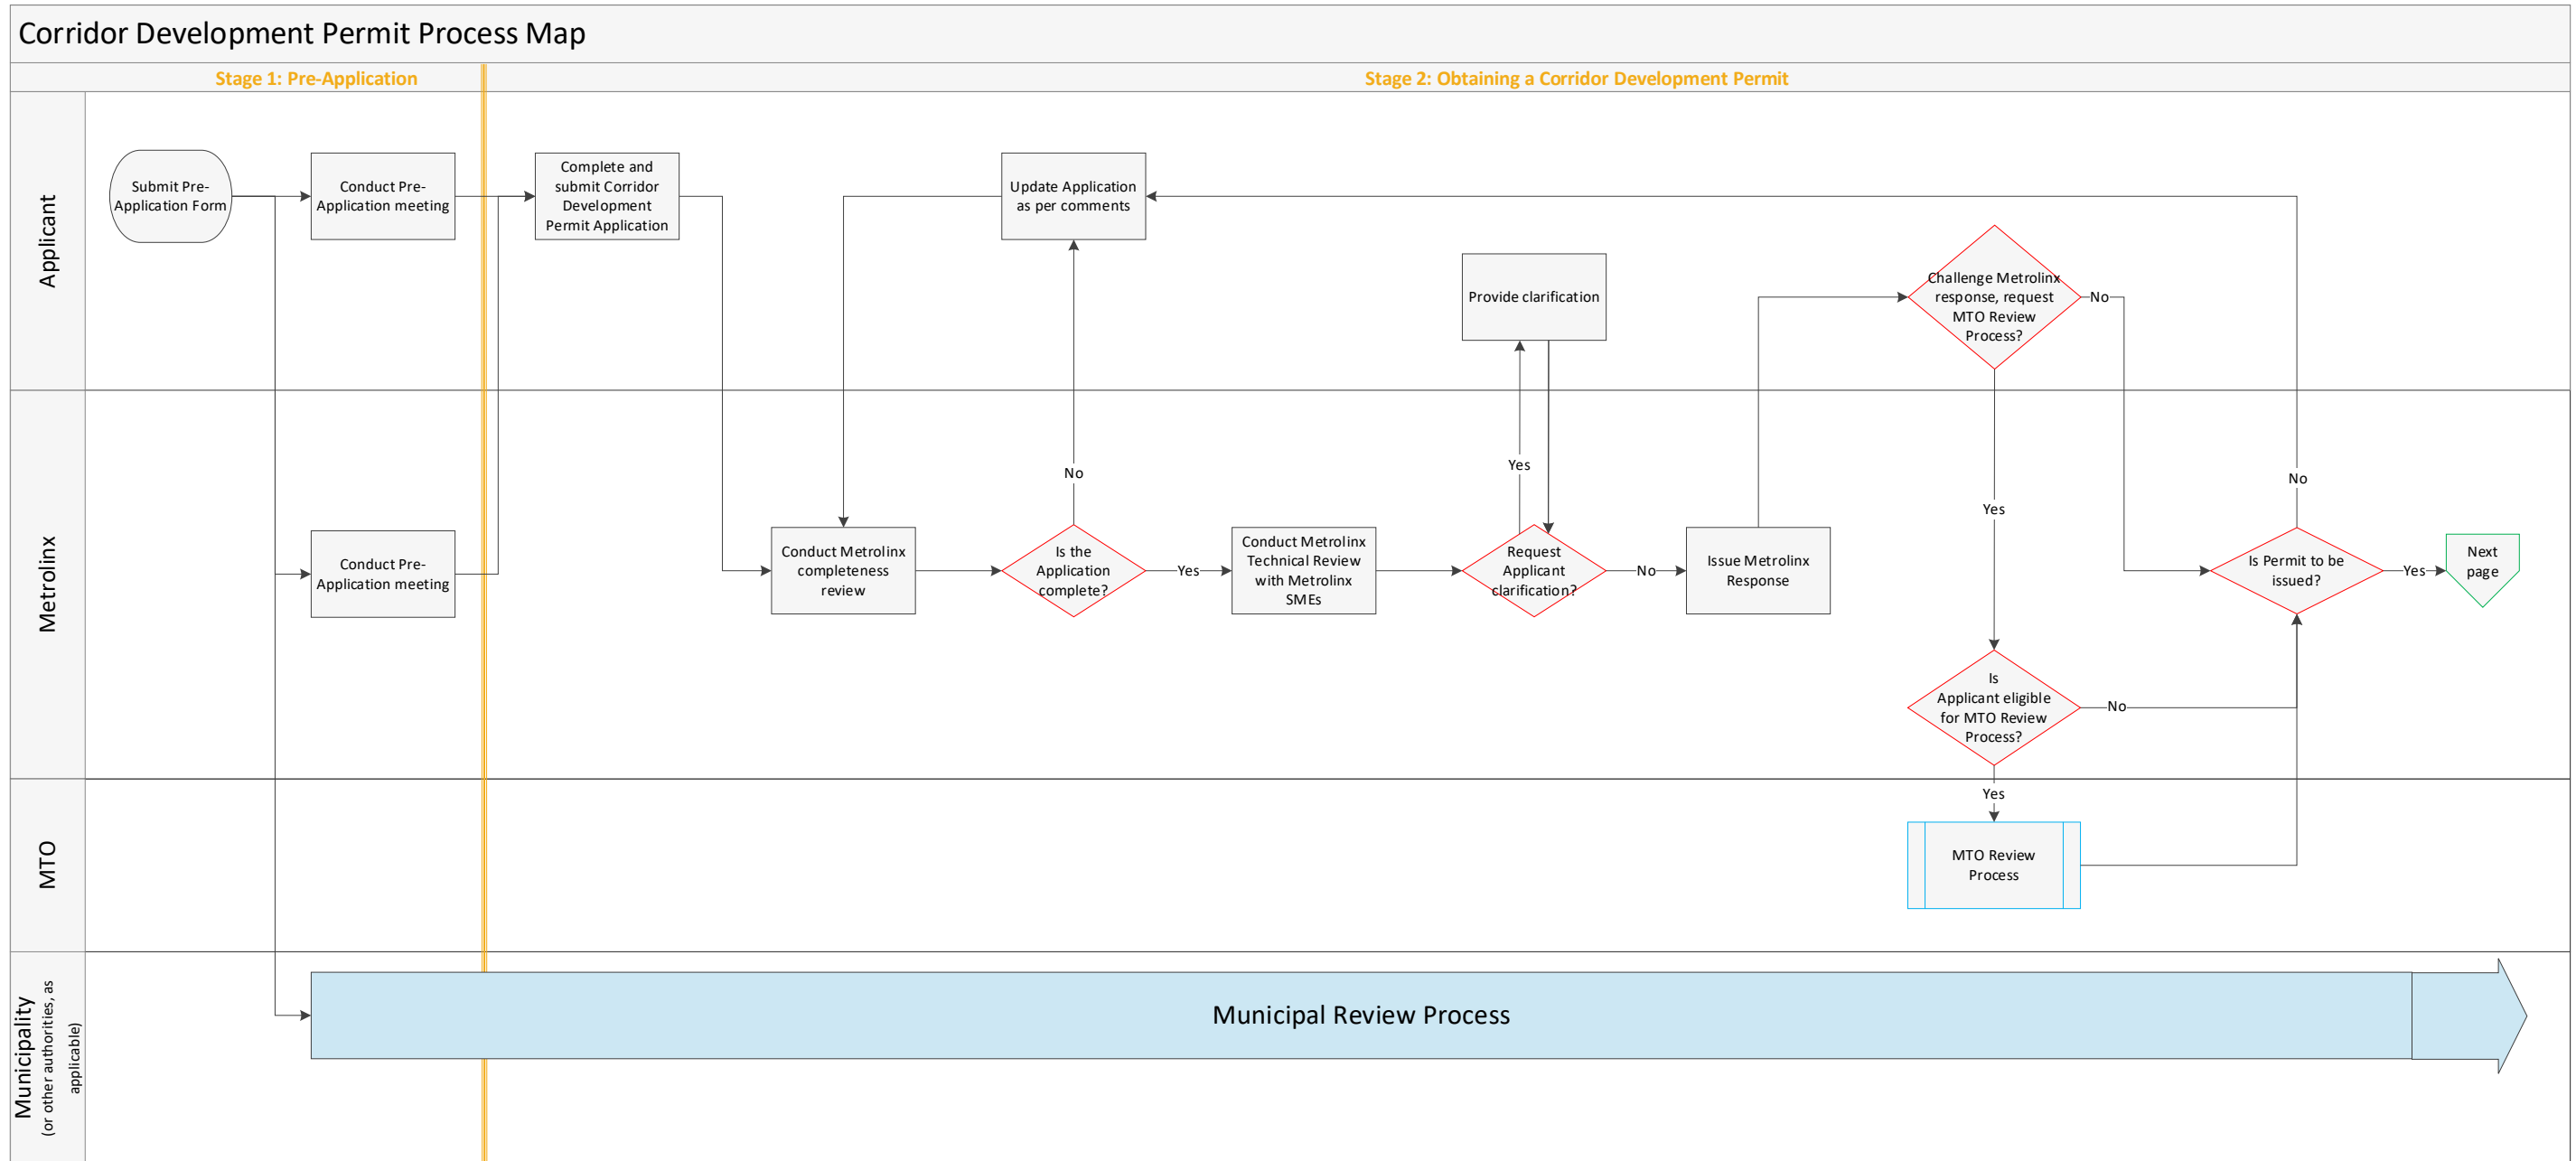 Corridor Development Permit Process Map
Stage 1: Pre-Application
Stage 2: Obtaining a Corridor Development Permit
Applicant
Submit Pre-
Application Form
Conduct Pre-
Application meeting
Complete and
submit Corridor
Development
Permit Application
Update Application
as per comments
Provide clarification
Challenge Metrolinx
response, request
MTO Review
Process?
No
Yes
Metrolinx
Conduct Pre-
Application meeting
Conduct Metrolinx
completeness
review
Is the
Application
complete?
No
Yes
Conduct Metrolinx
Technical Review
with Metrolinx
SMEs
Request
Applicant
clarification?
Yes
No
Issue Metrolinx
Response
Is
Applicant eligible
for MTO Review
Process?
No
Yes
Is Permit to be
issued?
No
Yes
Next
page
MTO
MTO Review
Process
Municipality
(or other authorities, as
applicable)
Municipal Review Process